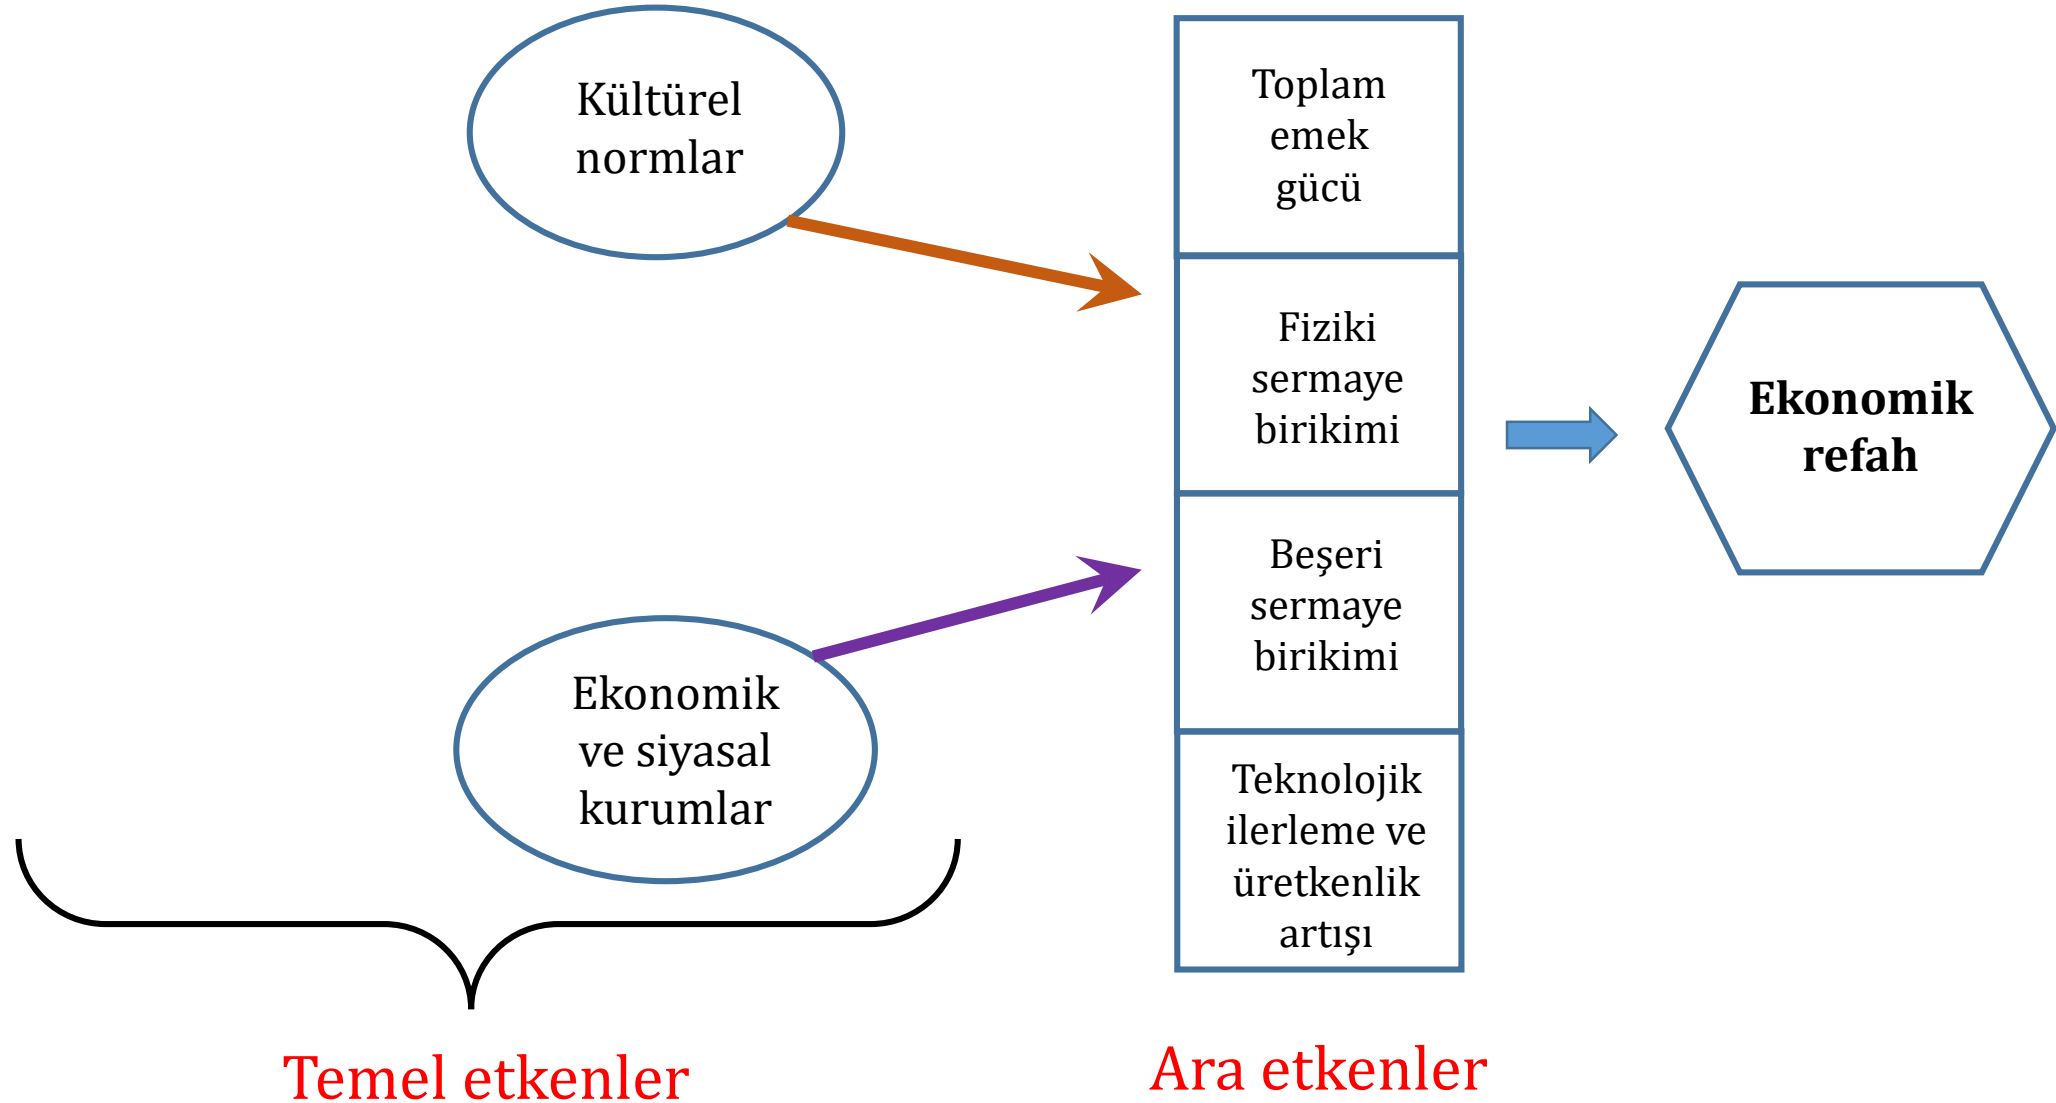 Kültürel
normlar
Ekonomik
ve siyasal
kurumlar
Temel etkenler
Toplam
emek
gücü
Fiziki
sermaye
birikimi
Beşeri
sermaye
birikimi
Teknolojik
ilerleme ve
üretkenlik
artışı
Ara etkenler
Ekonomik
refah